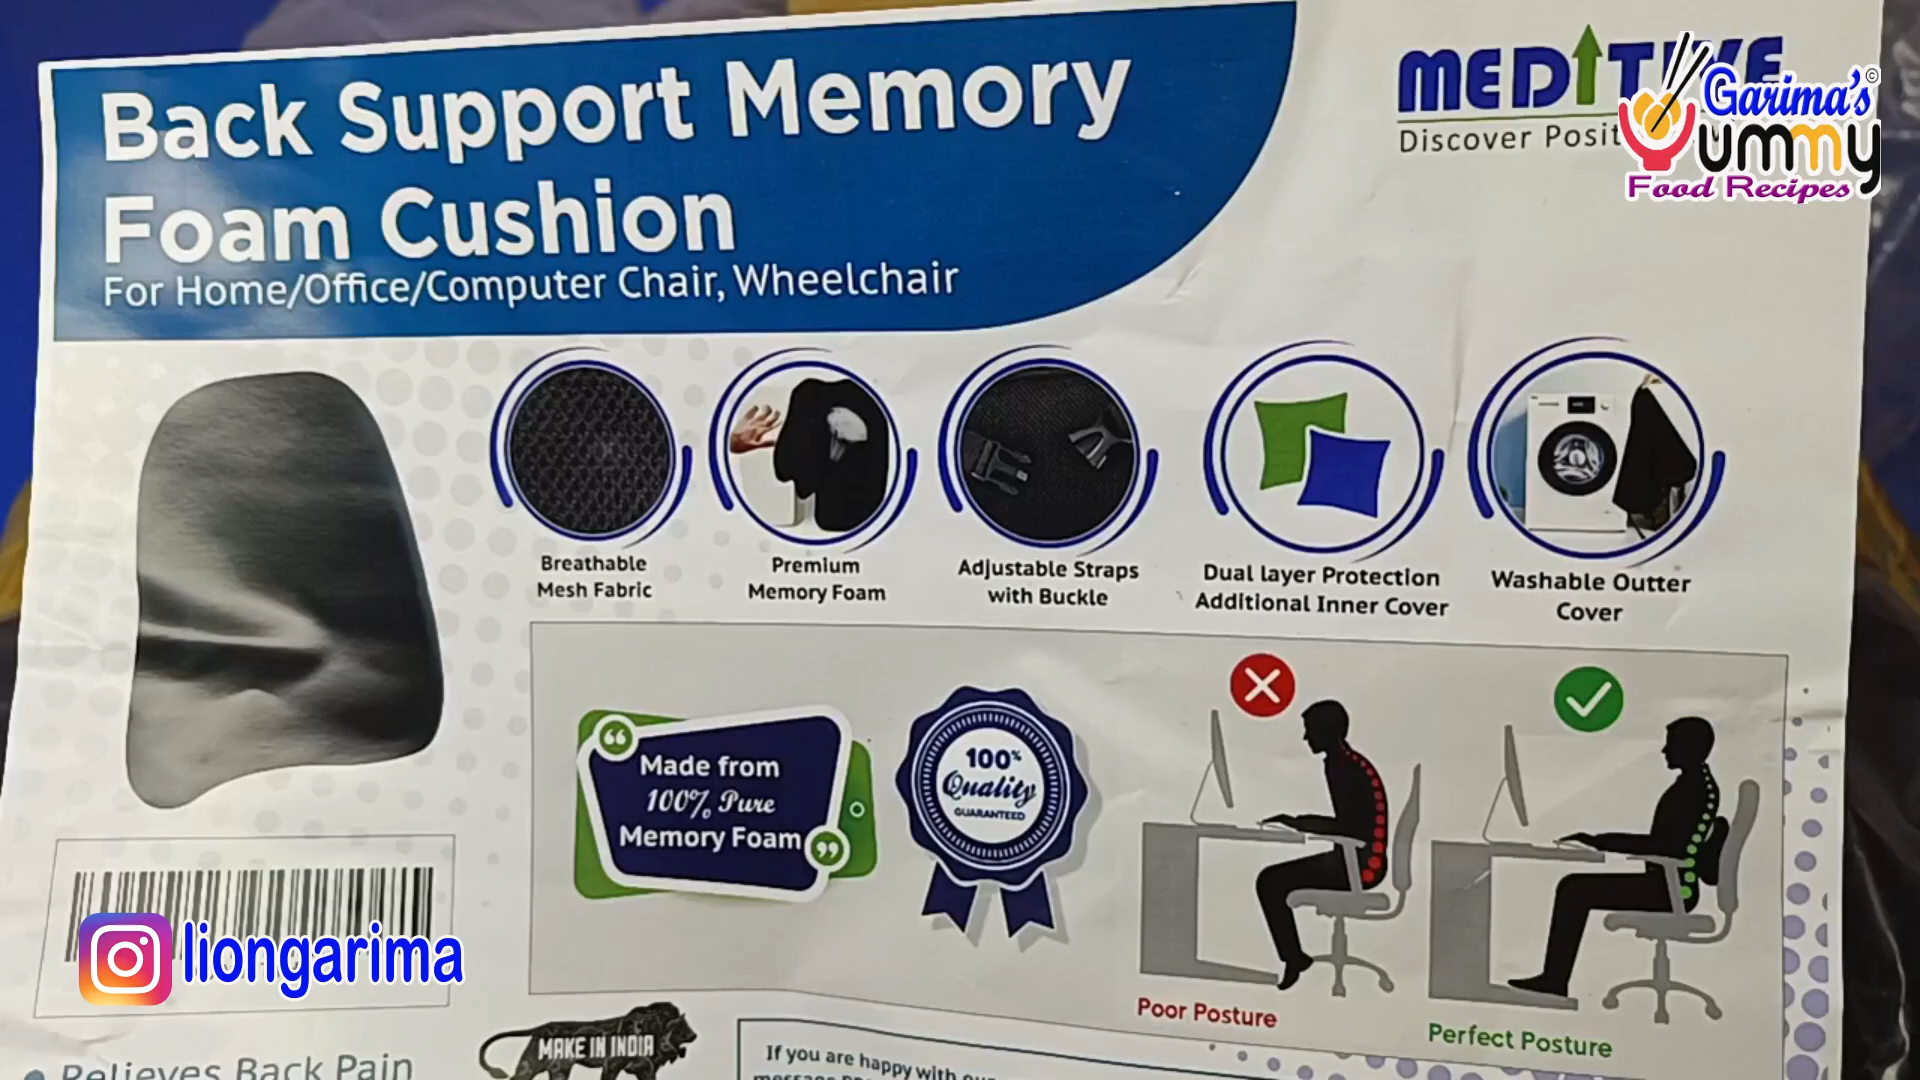 Back Support Memory
Foam Cushion
For Home/Office/Computer Chair, Wheelchair
Discover
Garima's
©
Yummy
Food Recipes
Breathable
Mesh Fabric
Premium
Memory Foam
Adjustable Straps
with Buckle
Dual layer Protection
Additional Inner Cover
Washable Outter
Cover
Made from
100% Pure
Memory Foam
100%
Quality
GUARANTEED
Poor Posture
Perfect Posture
liongarima
Relieves Back Pain
MAKE IN INDIA
If you are happy with